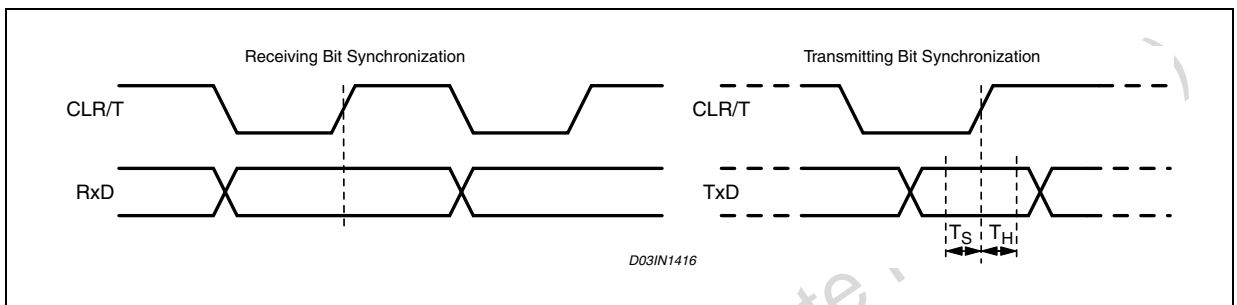 Receiving Bit Synchronization
Transmitting Bit Synchronization
CLR/T
CLR/T
RxD
TxD
TS TH
D03IN1416